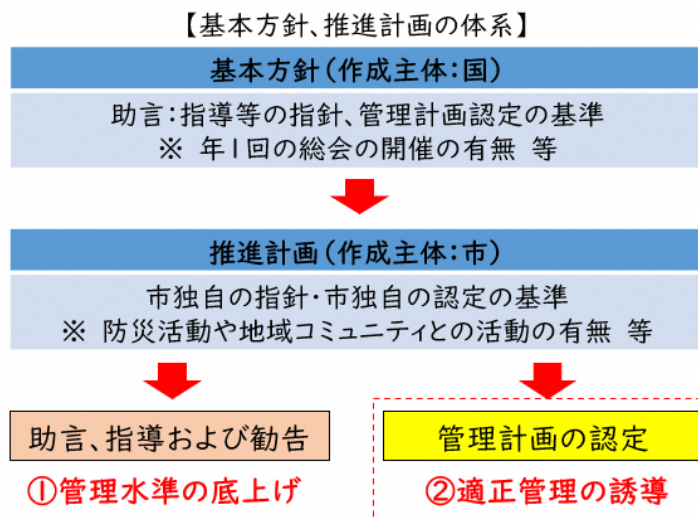 【基本方針、推進計画の体系】
基本方針（作成主体：国）
助言：指導等の指針、管理計画認定の基準
※ 年1回の総会の開催の有無 等
推進計画（作成主体：市）
市独自の指針・市独自の認定の基準
※ 防災活動や地域コミュニティとの活動の有無 等
助言、指導および勧告
管理計画の認定
①管理水準の底上げ
②適正管理の誘導